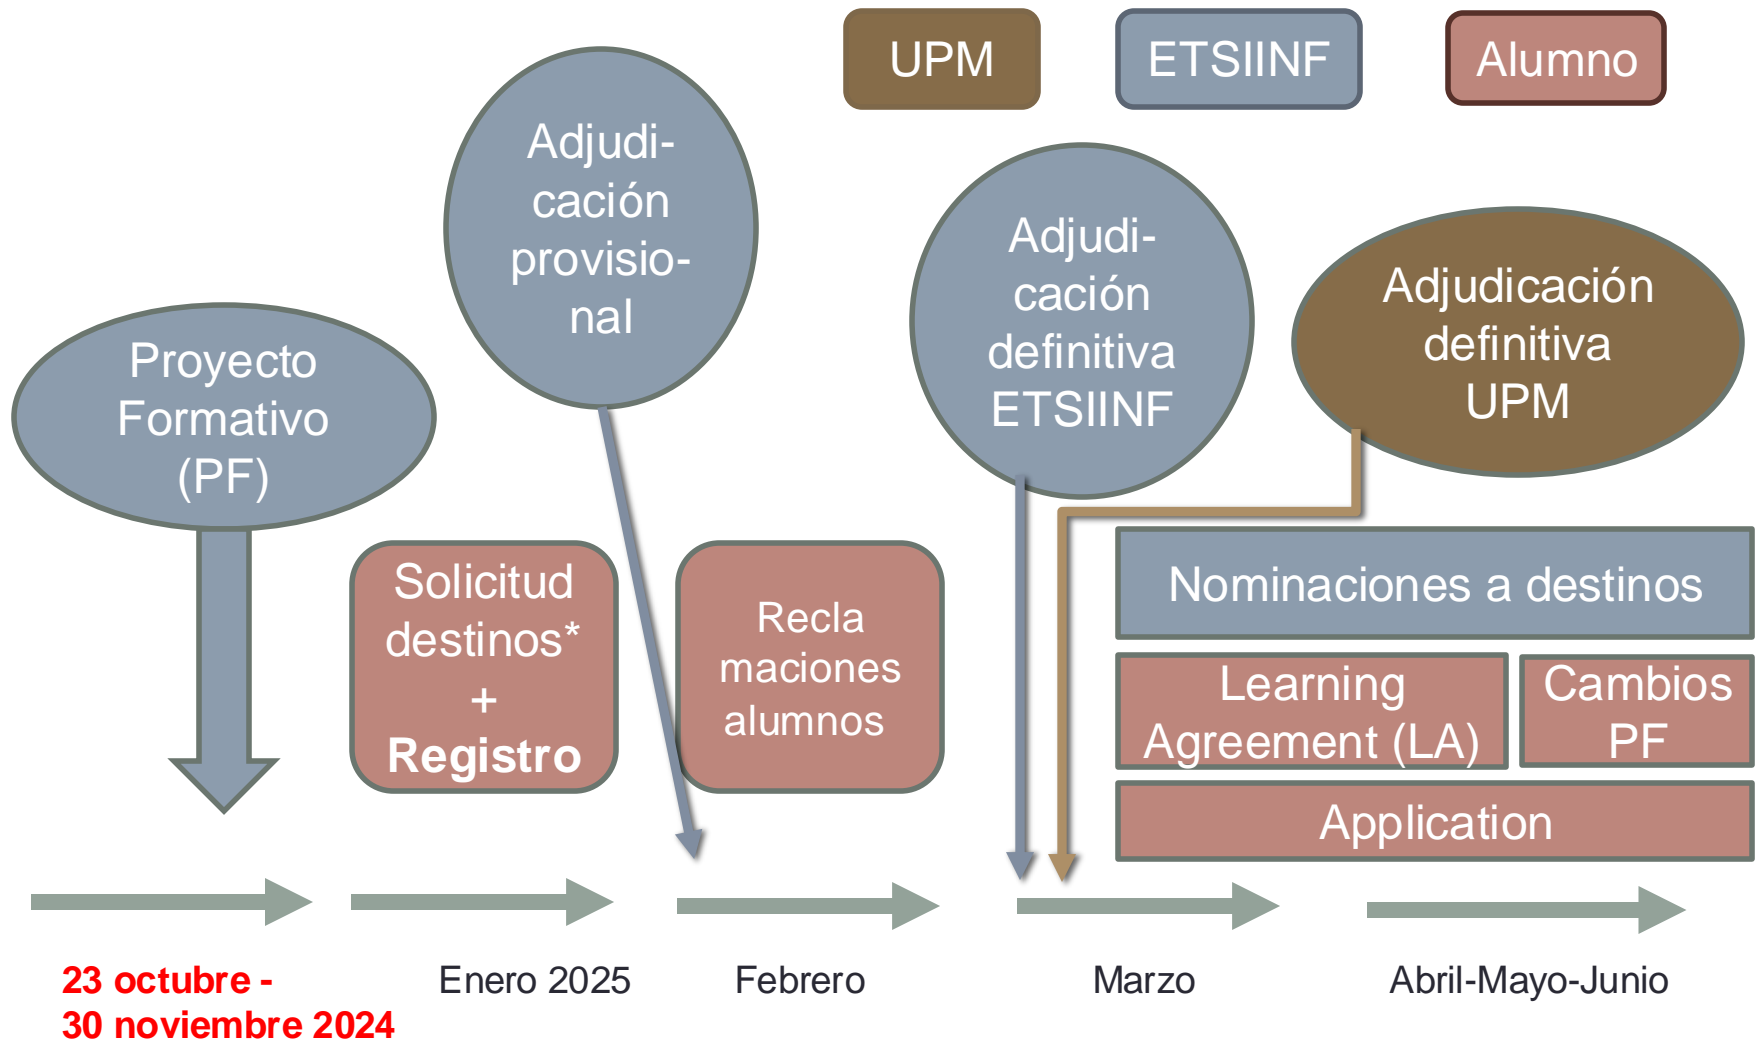 UPM
ETSIINF
Alumno
Adjudi-
cación
provisio-
nal
Adjudi-
cación
definitiva
ETSIINF
Adjudicación
definitiva
UPM
Proyecto
Formativo
(PF)
Solicitud
destinos*
+
Registro
Recla
maciones
alumnos
Nominaciones a destinos
Learning
Agreement (LA)
Cambios
PF
Application
23 octubre -
30 noviembre 2024
Enero 2025
Febrero
Marzo
Abril-Mayo-Junio